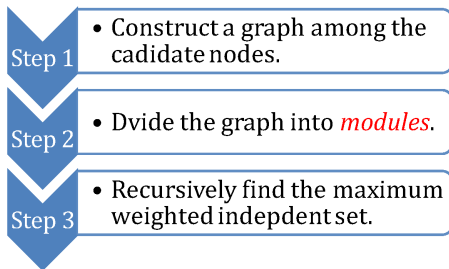 Step 1
• Construct a graph among the
cadidate nodes.
Step 2
• Dvide the graph into modules.
Step 3
• Recursively find the maximum
weighted indepdent set.